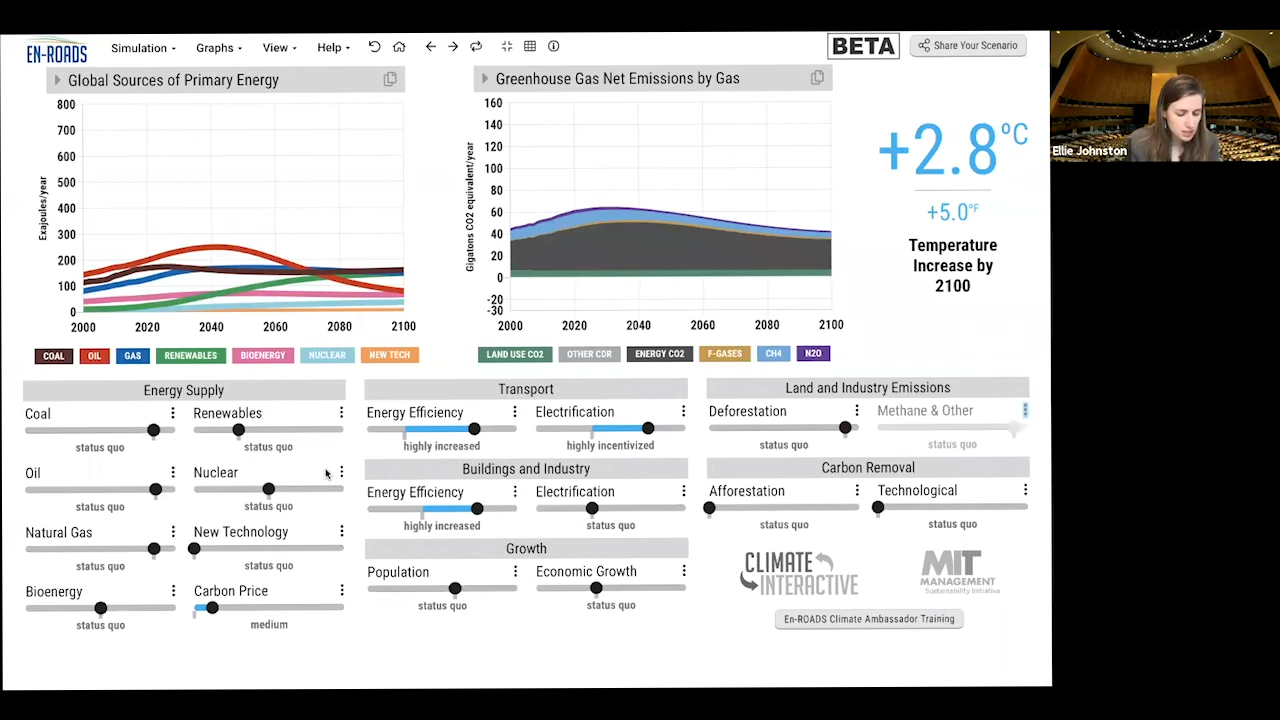 EN-ROADS
Simulation
Graphs
View
Help
BETA
Share Your Scenario
Global Sources of Primary Energy
800
700
600
500
400
300
200
100
0
Exajoules/year
2000 2020 2040 2060 2080 2100
COAL OIL GAS RENEWABLES BIOENERGY NUCLEAR NEW TECH
Greenhouse Gas Net Emissions by Gas
160
140
120
100
80
60
40
20
0
-20
-30
Gigatons CO2 equivalent/year
2000 2020 2040 2060 2080 2100
LAND USE CO2 OTHER CDR ENERGY CO2 F-GASES CH4 N2O
+2.8°C
+5.0°F
Temperature
Increase by
2100
Ellie Johnston
Energy Supply
Coal
status quo
Renewables
status quo
Oil
status quo
Nuclear
status quo
Natural Gas
status quo
New Technology
status quo
Bioenergy
status quo
Carbon Price
medium
Transport
Energy Efficiency
highly increased
Electrification
highly incentivized
Buildings and Industry
Energy Efficiency
highly increased
Electrification
status quo
Growth
Population
status quo
Economic Growth
status quo
Land and Industry Emissions
Deforestation
status quo
Methane & Other
status quo
Carbon Removal
Afforestation
status quo
Technological
status quo
CLIMATE
INTERACTIVE
MIT
MANAGEMENT
Sustainability Initiative
En-ROADS Climate Ambassador Training